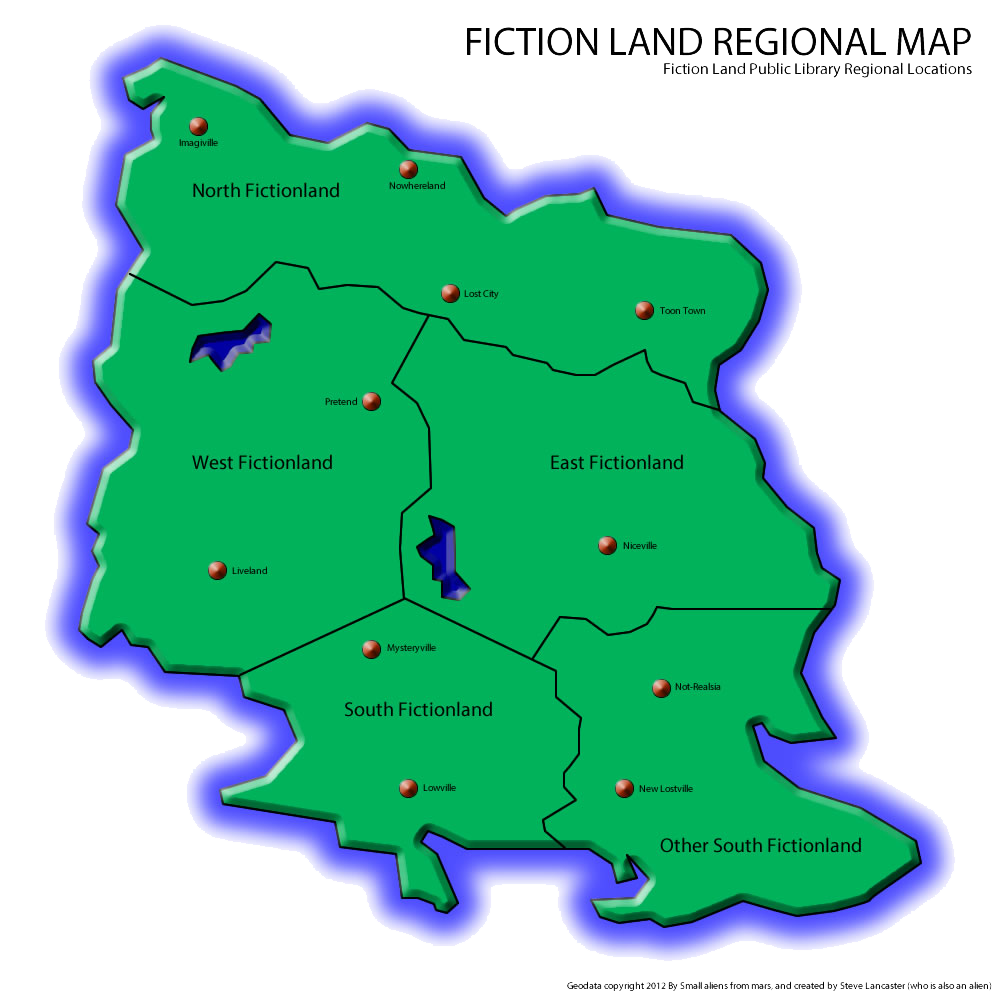 FICTION LAND REGIONAL MAP
Fiction Land Public Library Regional Locations
Imagiville
Nowhereland
North Fictionland
Lost City
Toon Town
Pretend
West Fictionland
East Fictionland
Niceville
Liveland
Mysteryville
Not-Realsia
South Fictionland
Lowville
New Lostville
Other South Fictionland
Geodata copyright 2012 By Small aliens from mars, and created by Steve Lancaster (who is also an alien)